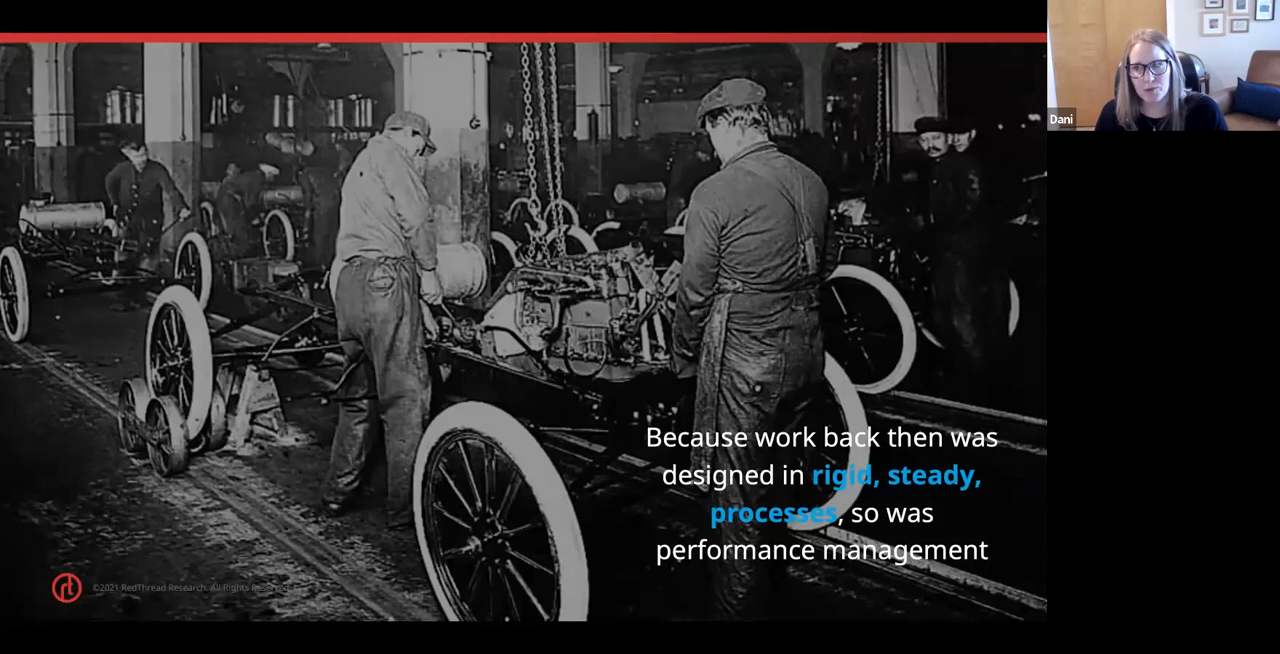 Dani
Because work back then was
designed in rigid, steady,
processes, so was
performance management
©2021 RedThread Research. All Rights Reserved.